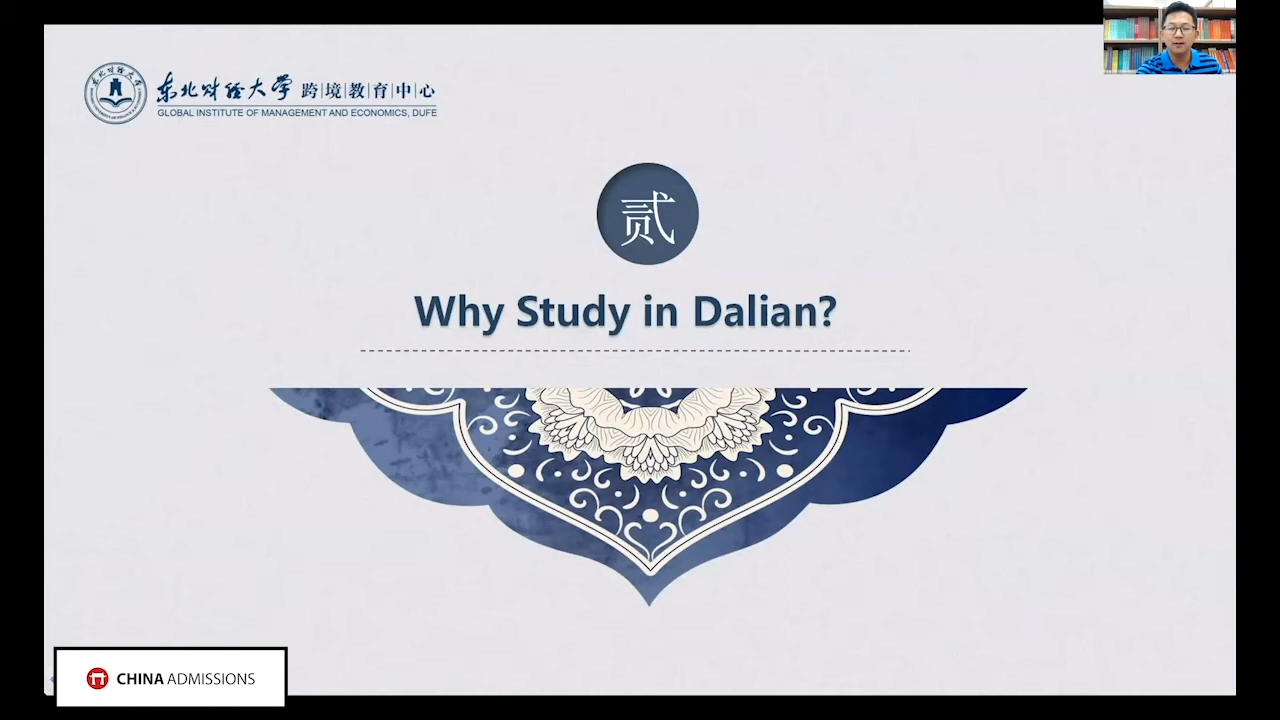 东北财经大学 跨|境|教|育|中|心
GLOBAL INSTITUTE OF MANAGEMENT AND ECONOMICS, DUFE
贰
Why Study in Dalian?
CHINA ADMISSIONS